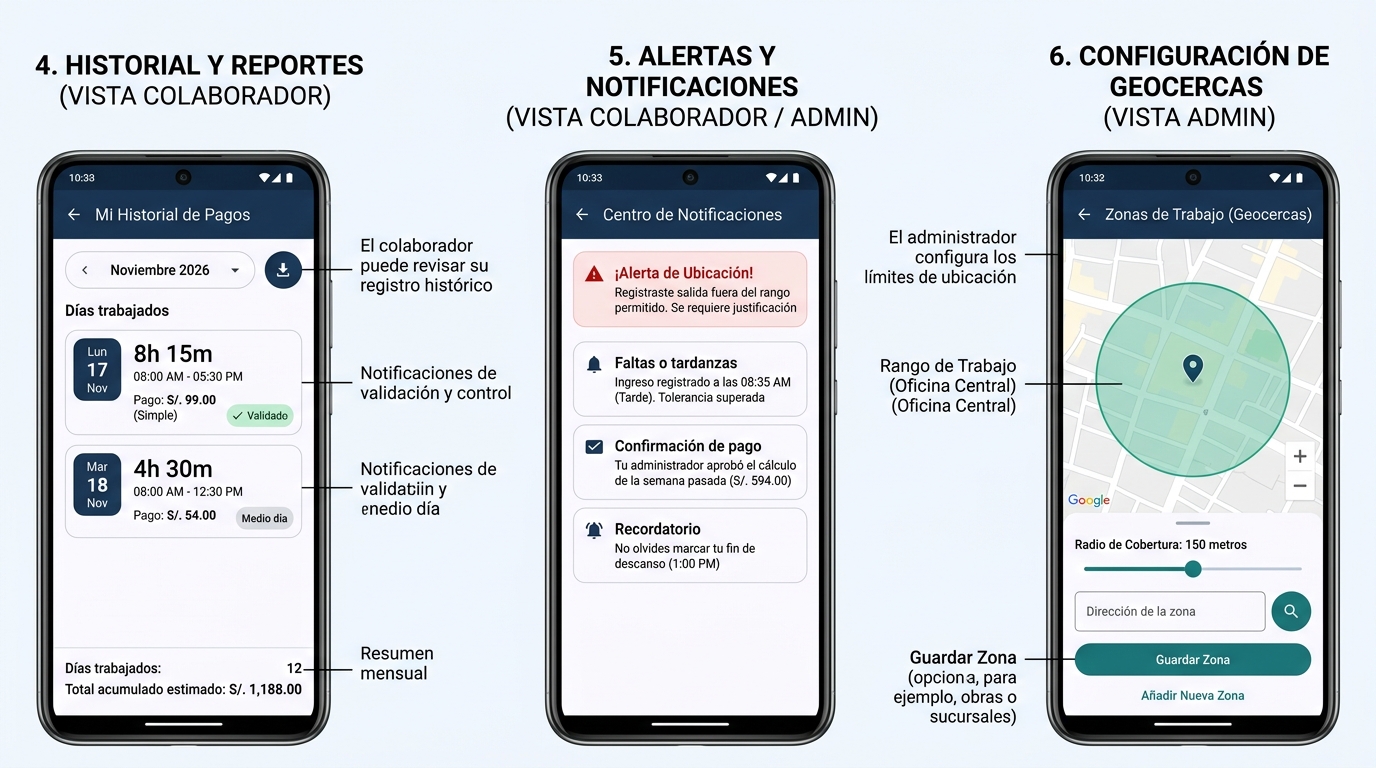 4. HISTORIAL Y REPORTES
(VISTA COLABORADOR)
10:33
Mi Historial de Pagos
Noviembre 2026
Días trabajados
Lun
17
Nov
8h 15m
08:00 AM - 05:30 PM
Pago: S/. 99.00
(Simple)
Validado
Mar
18
Nov
4h 30m
08:00 AM - 12:30 PM
Pago: S/. 54.00
Medio dia
Días trabajados: 12
Total acumulado estimado: S/. 1,188.00
El colaborador
puede revisar su
registro histórico
Notificaciones de
validación y control
Notificaciones de
validatiin y
enedio día
Resumen
mensual
5. ALERTAS Y
NOTIFICACIONES
(VISTA COLABORADOR / ADMIN)
10:33
Centro de Notificaciones
¡Alerta de Ubicación!
Registraste salida fuera del rango
permitido. Se requiere justificación
Faltas o tardanzas
Ingreso registrado a las 08:35 AM
(Tarde). Tolerancia superada
Confirmación de pago
Tu administrador aprobó el cálculo
de la semana pasada (S/. 594.00)
Recordatorio
No olvides marcar tu fin de
descanso (1:00 PM)
6. CONFIGURACIÓN DE
GEOCERCAS
(VISTA ADMIN)
El administrador
configura los
límites de ubicación
Rango de Trabajo
(Oficina Central)
(Oficina Central)
Guardar Zona
(opciona, para
ejemplo, obras o
sucursales)
10:32
Zonas de Trabajo (Geocercas)
+
−
Google
Radio de Cobertura: 150 metros
Dirección de la zona
Guardar Zona
Añadir Nueva Zona